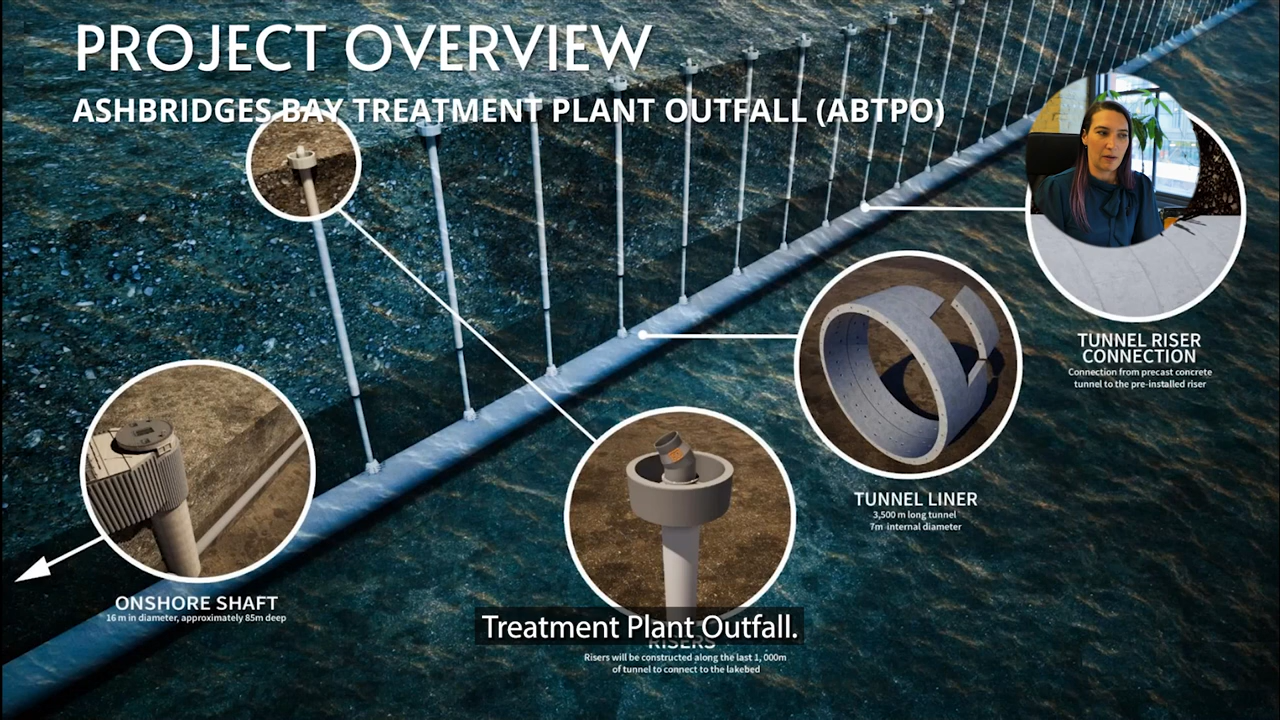 PROJECT OVERVIEW
ASHBRIDGES BAY TREATMENT PLANT OUTFALL (ABTPO)
TUNNEL RISER
CONNECTION
Connection from precast concrete
tunnel to the pre-installed riser
TUNNEL LINER
3,500 m long tunnel
7m internal diameter
ONSHORE SHAFT
16 m in diameter, approximately 85m deep
Treatment Plant Outfall.
RISERS
Risers will be constructed along the last 1, 000m
of tunnel to connect to the lakebed